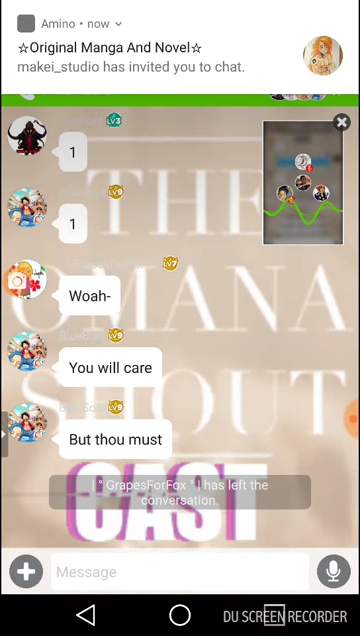 Amino • now
☆Original Manga And Novel☆
makei_studio has invited you to chat.
LV3
1
LV9
1
LV7
Woah-
LV9
You will care
LV9
But thou must
THE
OMANA
SHOUT
CAST
| ° GrapesForFox ° | has left the
conversation.
Message
DU SCREEN RECORDER